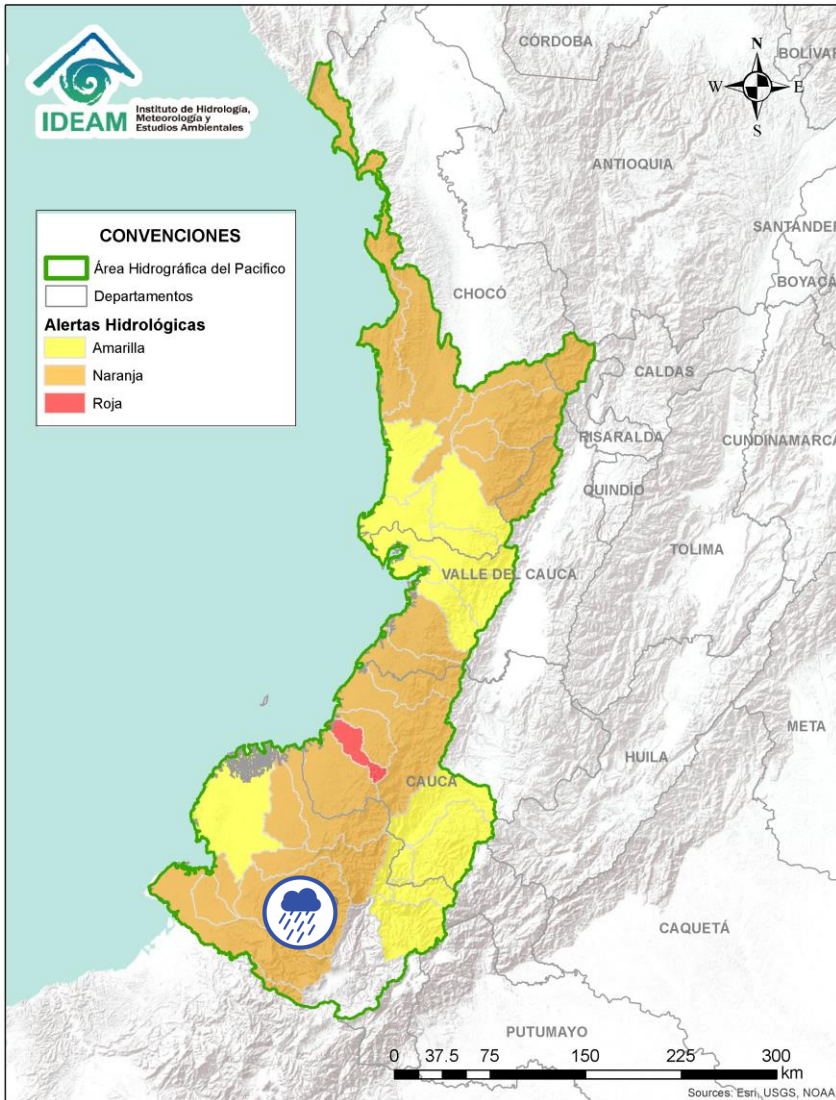 IDEAM
Instituto de Hidrología,
Meteorología y
Estudios Ambientales
N
W
E
S
CONVENCIONES
Área Hidrográfica del Pacifico
Departamentos
Alertas Hidrológicas
Amarilla
Naranja
Roja
CÓRDOBA
BOLÍVAR
ANTIOQUIA
SANTANDER
BOYACÁ
CHOCÓ
CALDAS
RISARALDA
CUNDINAMARCA
QUINDÍO
TOLIMA
VALLE DEL CAUCA
META
HUILA
CAUCA
CAQUETÁ
PUTUMAYO
0 37.5 75 150 225 300
km
Sources: Esri, USGS, NOAA